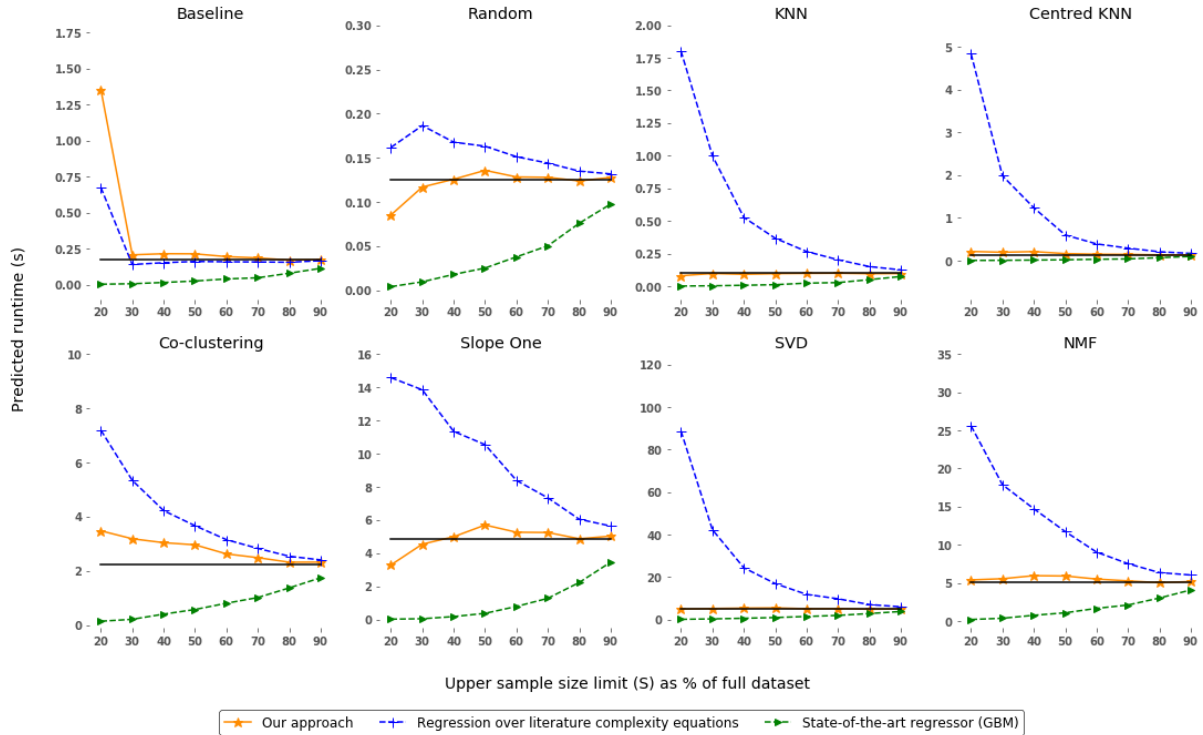 Baseline Random KNN Centred KNN
1.75 1.50 1.25 1.00 0.75 0.50 0.25 0.00
0.30 0.25 0.20 0.15 0.10 0.05 0.00
2.00 1.75 1.50 1.25 1.00 0.75 0.50 0.25 0.00
5 4 3 2 1 0
20 30 40 50 60 70 80 90 20 30 40 50 60 70 80 90 20 30 40 50 60 70 80 90 20 30 40 50 60 70 80 90
Predicted runtime (s)
Co-clustering Slope One SVD NMF
10 8 6 4 2 0
16 14 12 10 8 6 4 2 0
120 100 80 60 40 20 0
35 30 25 20 15 10 5 0
20 30 40 50 60 70 80 90 20 30 40 50 60 70 80 90 20 30 40 50 60 70 80 90 20 30 40 50 60 70 80 90
Upper sample size limit (S) as % of full dataset
Our approach Regression over literature complexity equations State-of-the-art regressor (GBM)